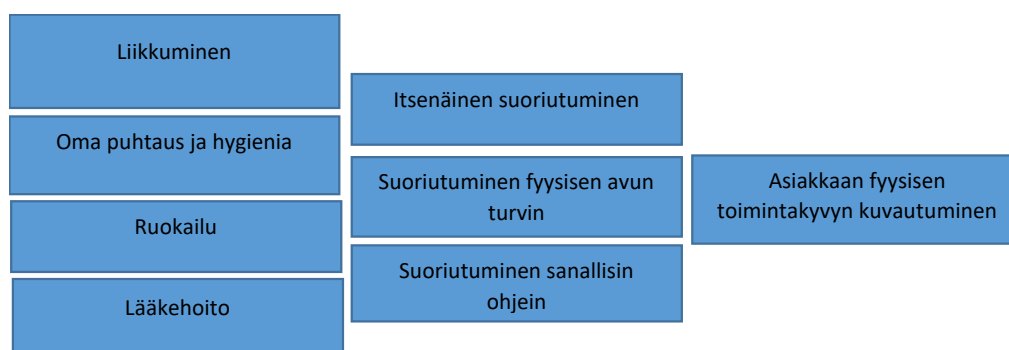 Liikkuminen
Oma puhtaus ja hygienia
Ruokailu
Lääkehoito
Itsenäinen suoriutuminen
Suoriutuminen fyysisen avun
turvin
Suoriutuminen sanallisin
ohjein
Asiakkaan fyysisen
toimintakyvyn kuvautuminen